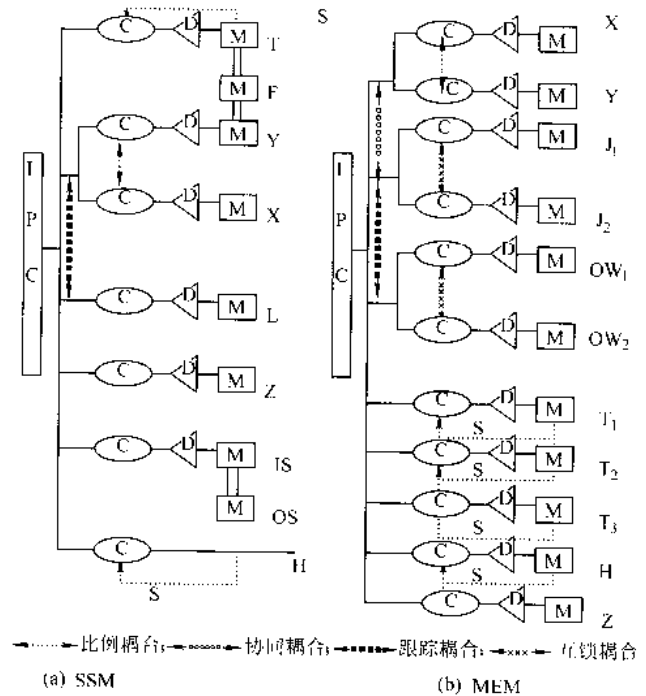 S
C D M T
M F
C D M Y
C D M X
C D M L
C D M Z
C D M IS
M OS
C H
S
I
P
C
C D M X
C D M Y
C D M J1
C D M J2
C D M OW1
C D M OW2
C D M T1
S
C D M T2
S
C D M T3
S
C D M H
S
C D M Z
I
P
C
比例耦合; 协同耦合; 跟踪耦合; 互锁耦合
(a) SSM (b) MEM